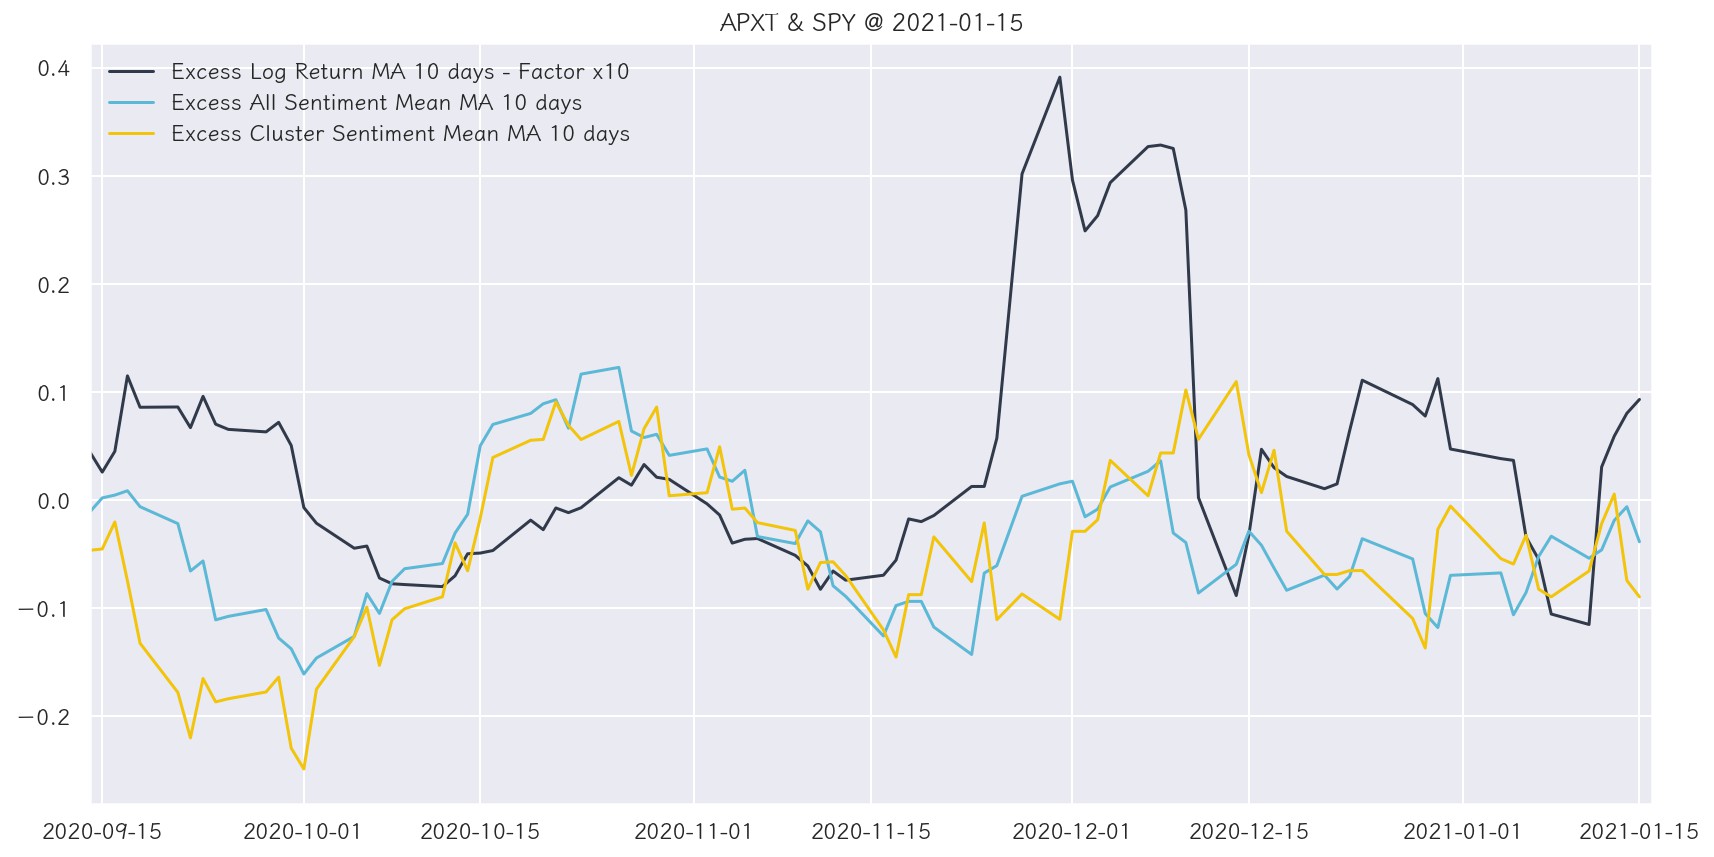 APXT & SPY @ 2021-01-15
Excess Log Return MA 10 days - Factor x10
Excess All Sentiment Mean MA 10 days
Excess Cluster Sentiment Mean MA 10 days
0.4
0.3
0.2
0.1
0.0
−0.1
−0.2
2020-09-15 2020-10-01 2020-10-15 2020-11-01 2020-11-15 2020-12-01 2020-12-15 2021-01-01 2021-01-15